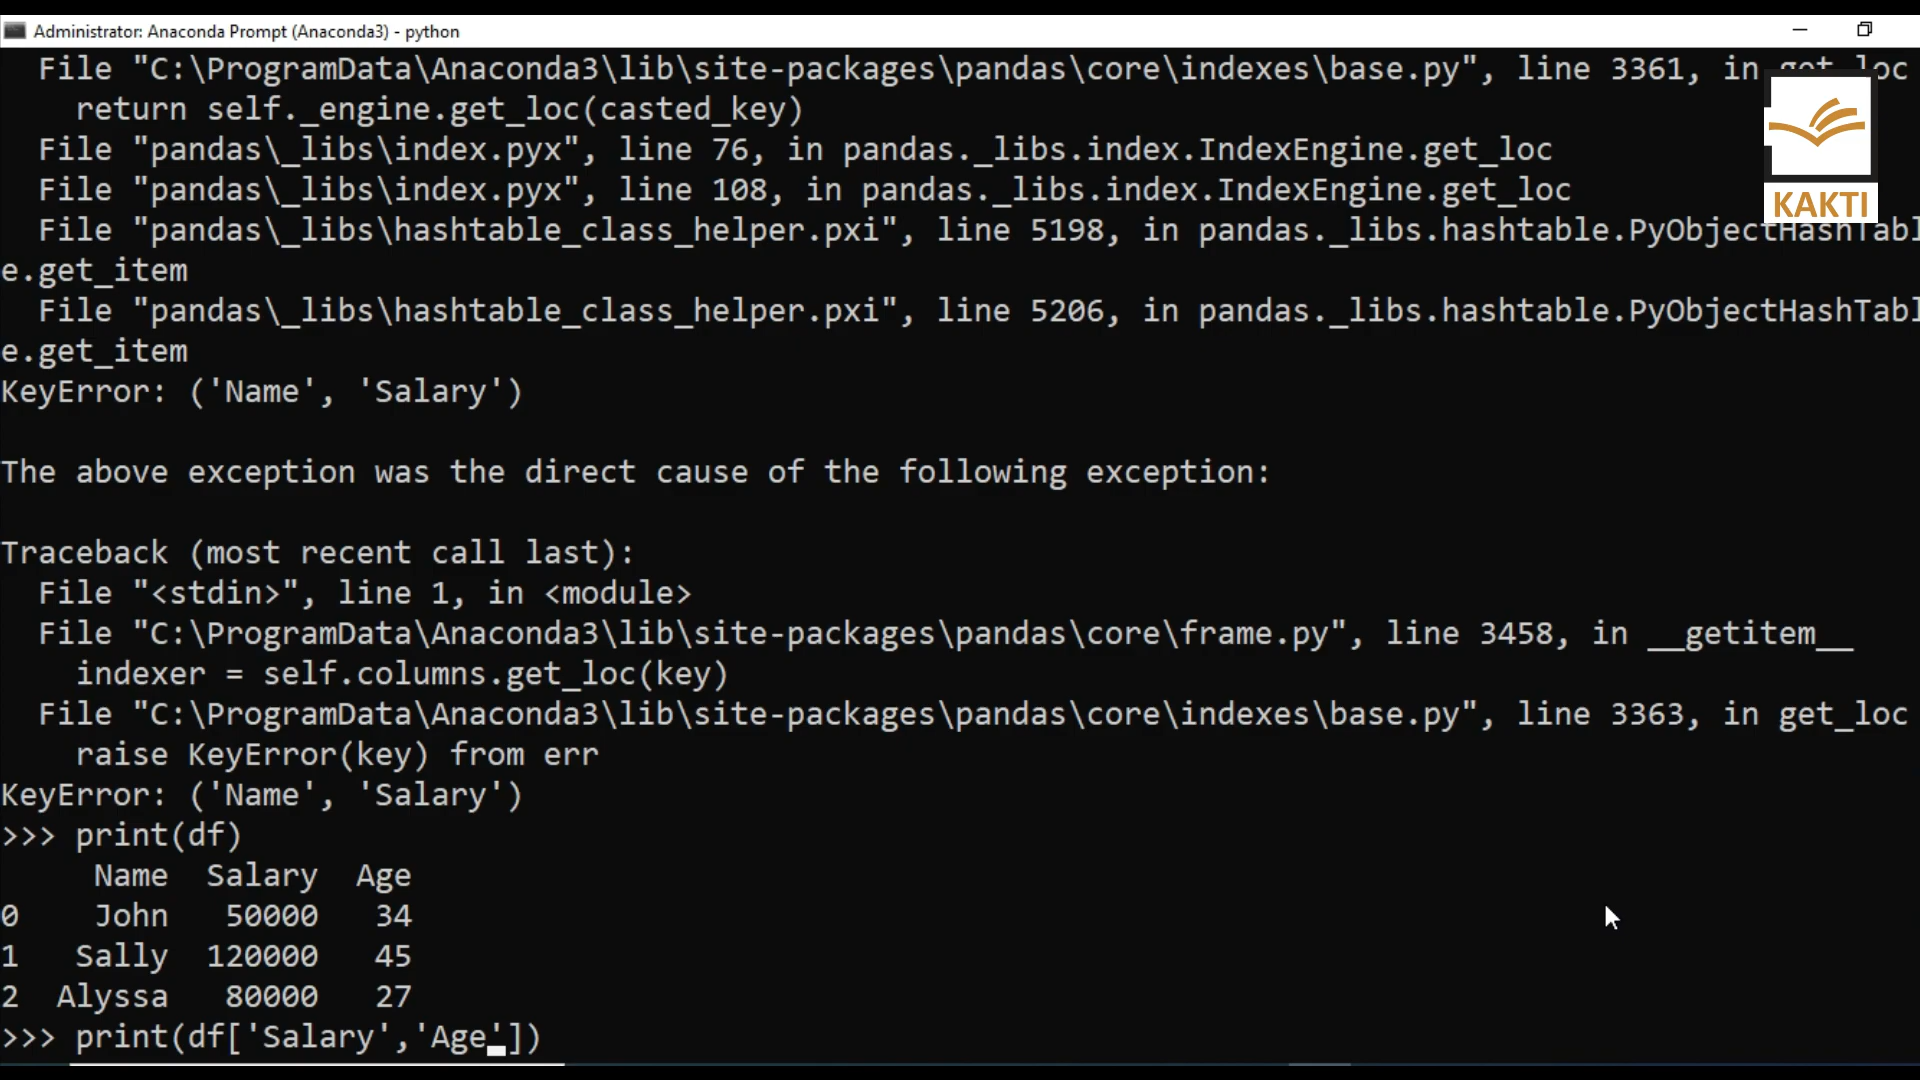 Administrator: Anaconda Prompt (Anaconda3) - python
File "C:\ProgramData\Anaconda3\lib\site-packages\pandas\core\indexes\base.py", line 3361, in get_loc
return self._engine.get_loc(casted_key)
File "pandas\_libs\index.pyx", line 76, in pandas._libs.index.IndexEngine.get_loc
File "pandas\_libs\index.pyx", line 108, in pandas._libs.index.IndexEngine.get_loc
KAKTI
File "pandas\_libs\hashtable_class_helper.pxi", line 5198, in pandas._libs.hashtable.PyObjectHashTabl
e.get_item
File "pandas\_libs\hashtable_class_helper.pxi", line 5206, in pandas._libs.hashtable.PyObjectHashTabl
e.get_item
KeyError: ('Name', 'Salary')
The above exception was the direct cause of the following exception:
Traceback (most recent call last):
File "<stdin>", line 1, in <module>
File "C:\ProgramData\Anaconda3\lib\site-packages\pandas\core\frame.py", line 3458, in __getitem__
indexer = self.columns.get_loc(key)
File "C:\ProgramData\Anaconda3\lib\site-packages\pandas\core\indexes\base.py", line 3363, in get_loc
raise KeyError(key) from err
KeyError: ('Name', 'Salary')
>>> print(df)
Name Salary Age
0 John 50000 34
1 Sally 120000 45
2 Alyssa 80000 27
>>> print(df['Salary','Age'])